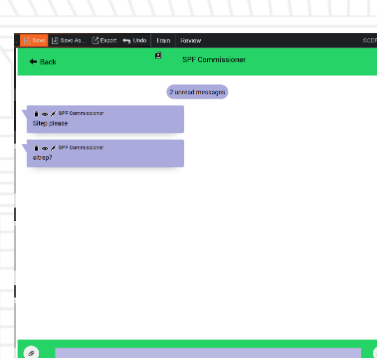 Save Save As... Export Undo Train Review
Back
SPF Commissioner
2 unread messages
SPF Commissioner
Sitep please
SPF Commissioner
sitrep?